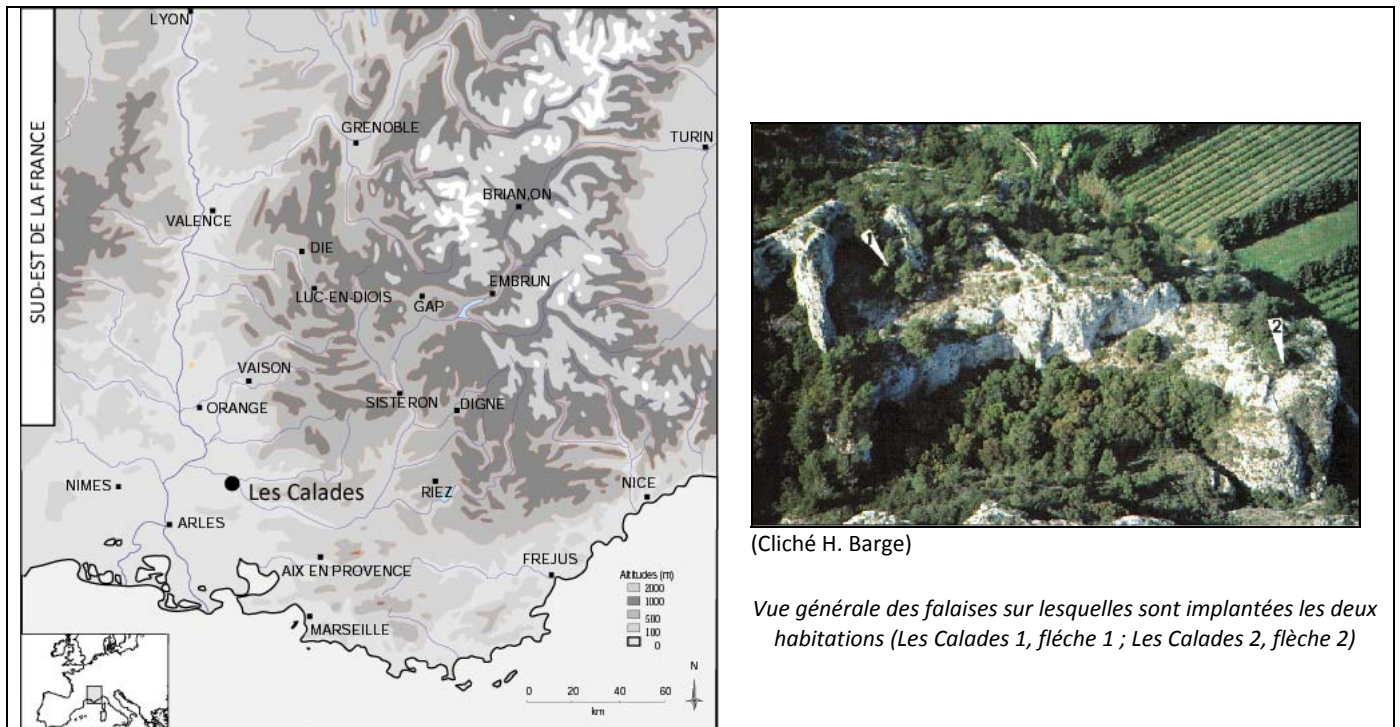 SUD-EST DE LA FRANCE
LYON
GRENOBLE
TURIN
BRIAN,ON
VALENCE
DIE
LUC-EN-DIOIS
EMBRUN
GAP
VAISON
SISTERON
DIGNE
ORANGE
NIMES
Les Calades
RIEZ
NICE
ARLES
AIX EN PROVENCE
FREJUS
MARSEILLE
Altitudes (m)
2000
1000
500
100
0
N
0 20 40 60
km
1
2
(Cliché H. Barge)
Vue générale des falaises sur lesquelles sont implantées les deux
habitations (Les Calades 1, fléche 1 ; Les Calades 2, flèche 2)